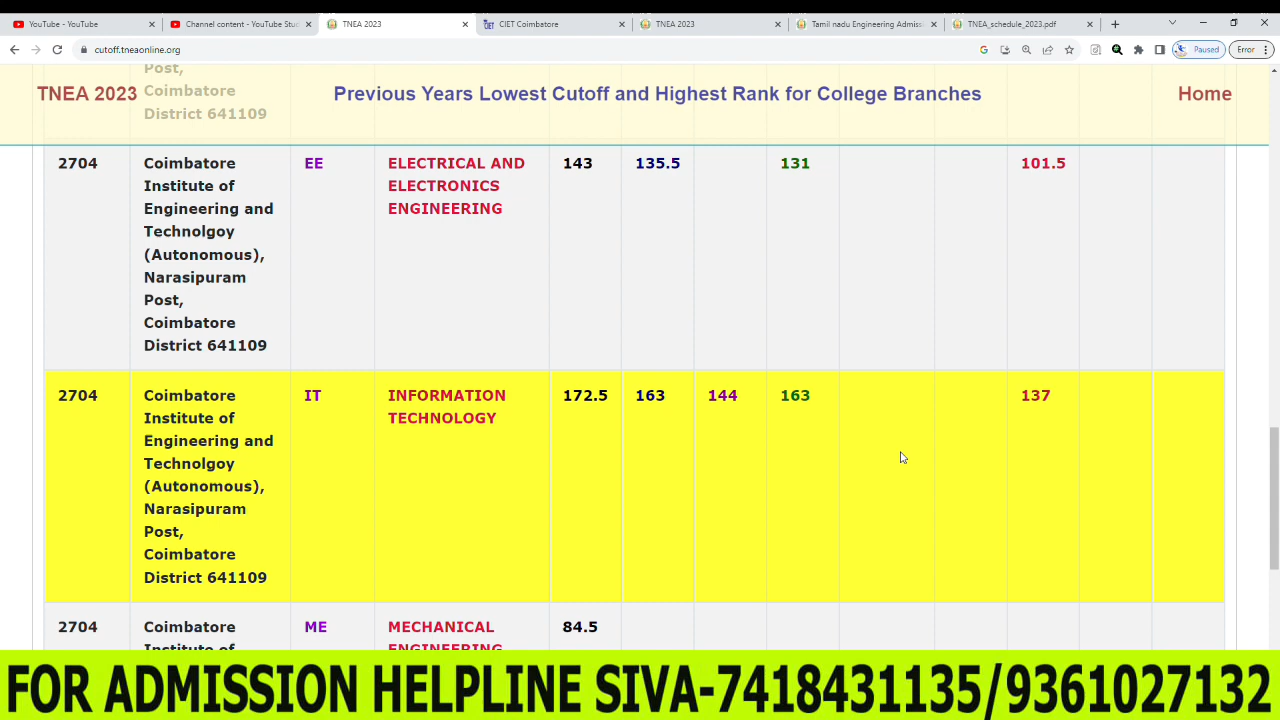 YouTube - YouTube
Channel content - YouTube Stud
TNEA 2023
CIET Coimbatore
TNEA 2023
Tamil nadu Engineering Admiss
TNEA_schedule_2023.pdf
cutoff.tneaonline.org
Paused
Error
Post,
Coimbatore
District 641109
TNEA 2023
Previous Years Lowest Cutoff and Highest Rank for College Branches
Home
2704 Coimbatore EE ELECTRICAL AND 143 135.5 131 101.5
Institute of ELECTRONICS
Engineering and ENGINEERING
Technolgoy
(Autonomous),
Narasipuram
Post,
Coimbatore
District 641109
2704 Coimbatore IT INFORMATION 172.5 163 144 163 137
Institute of TECHNOLOGY
Engineering and
Technolgoy
(Autonomous),
Narasipuram
Post,
Coimbatore
District 641109
2704 Coimbatore ME MECHANICAL 84.5
Institute of ENGINEERING
FOR ADMISSION HELPLINE SIVA-7418431135/9361027132